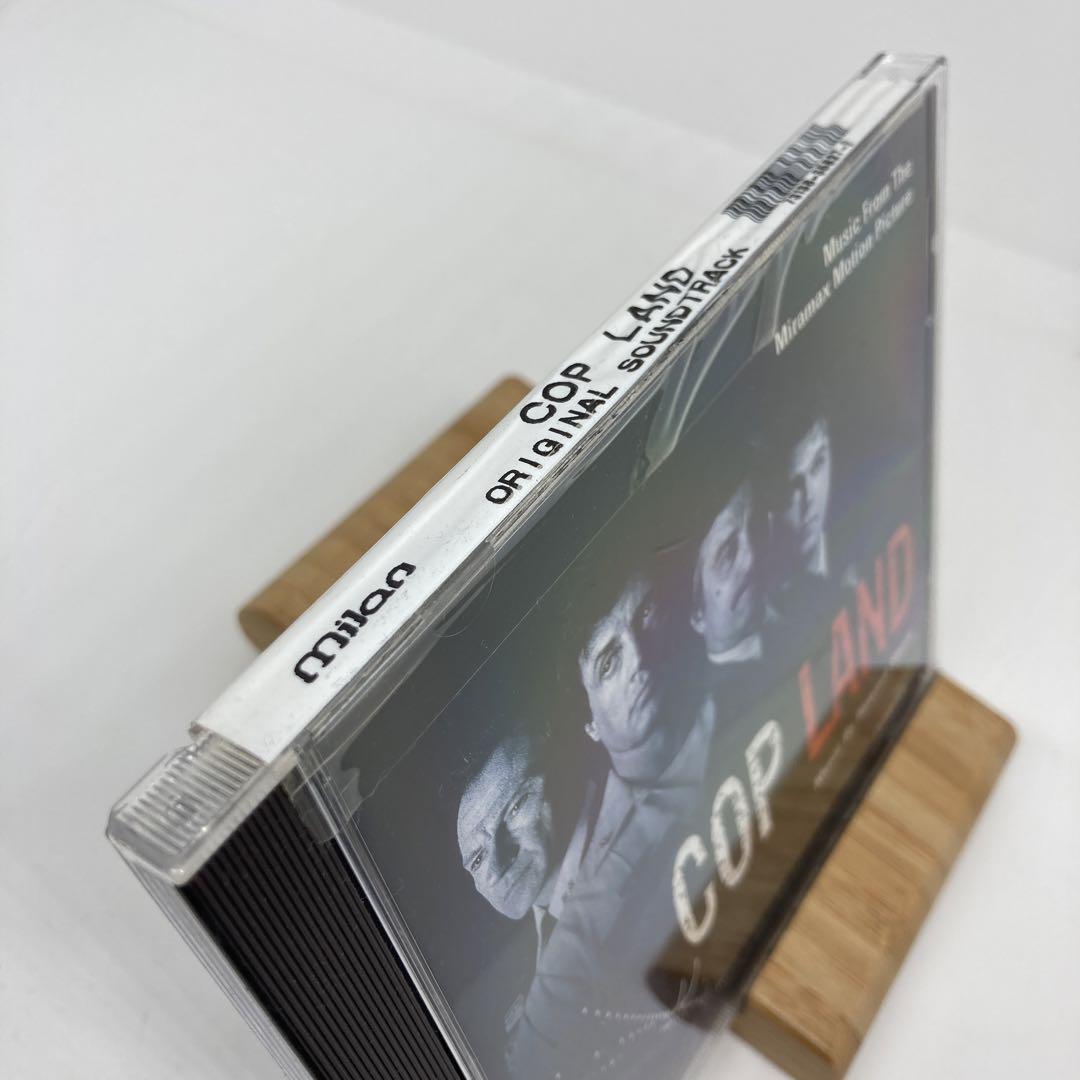 milan
COP LAND
ORIGINAL SOUNDTRACK
Music From The
Miramax Motion Picture
COP LAND